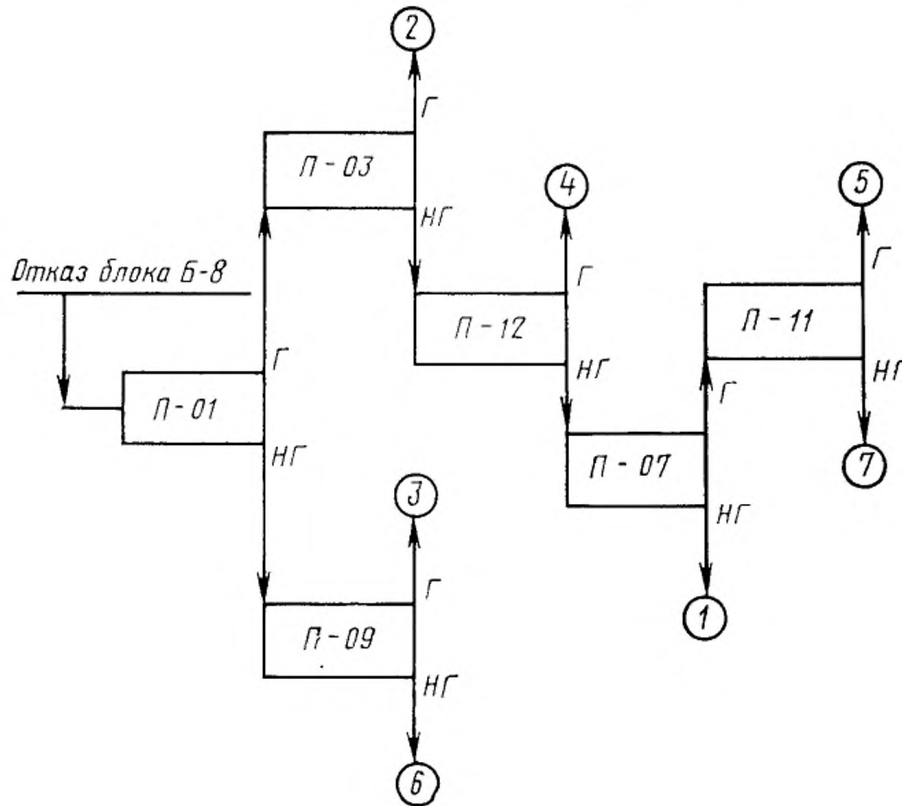 2
Г
П-03
НГ
4
5
Отказ блока Б-8
Г
Г
П-12
П-11
Г
НГ
Г
НГ
П-01
НГ
П-07
7
3
НГ
Г
1
П-09
НГ
6